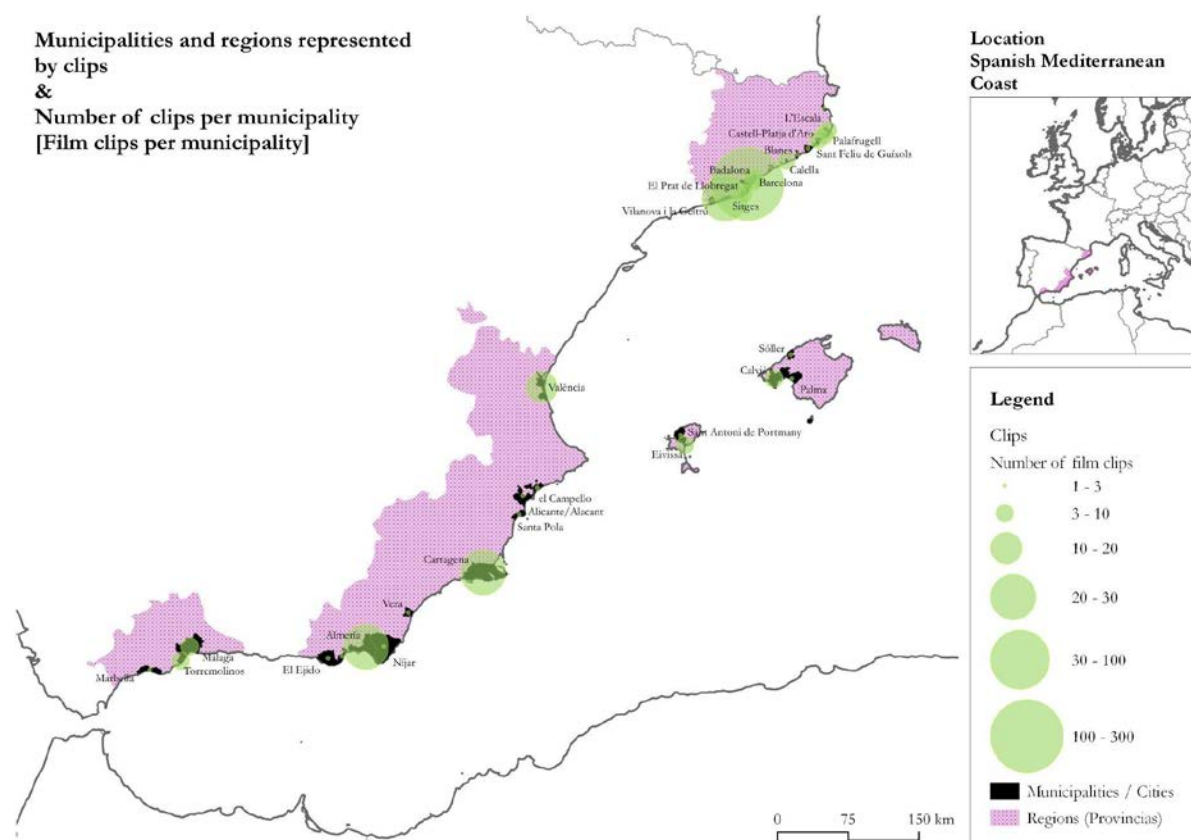 Municipalities and regions represented
by clips
&
Number of clips per municipality
[Film clips per municipality]
L'Escala
Castell-Platja d'Aro
Palafrugell
Blanes
Sant Feliu de Guíxols
Badalona
Calella
El Prat de Llobregat
Barcelona
Vilanova i la Geltrú
Sitges
València
Sóller
Calvià
Palma
Sant Antoni de Portmany
Eivissa
el Campello
Alicante/Alacant
Santa Pola
Cartagena
Vera
Almería
Níjar
El Ejido
Málaga
Torremolinos
Marbella
Location
Spanish Mediterranean
Coast
Legend
Clips
Number of film clips
1 - 3
3 - 10
10 - 20
20 - 30
30 - 100
100 - 300
Municipalities / Cities
Regions (Provincias)
0 75 150 km